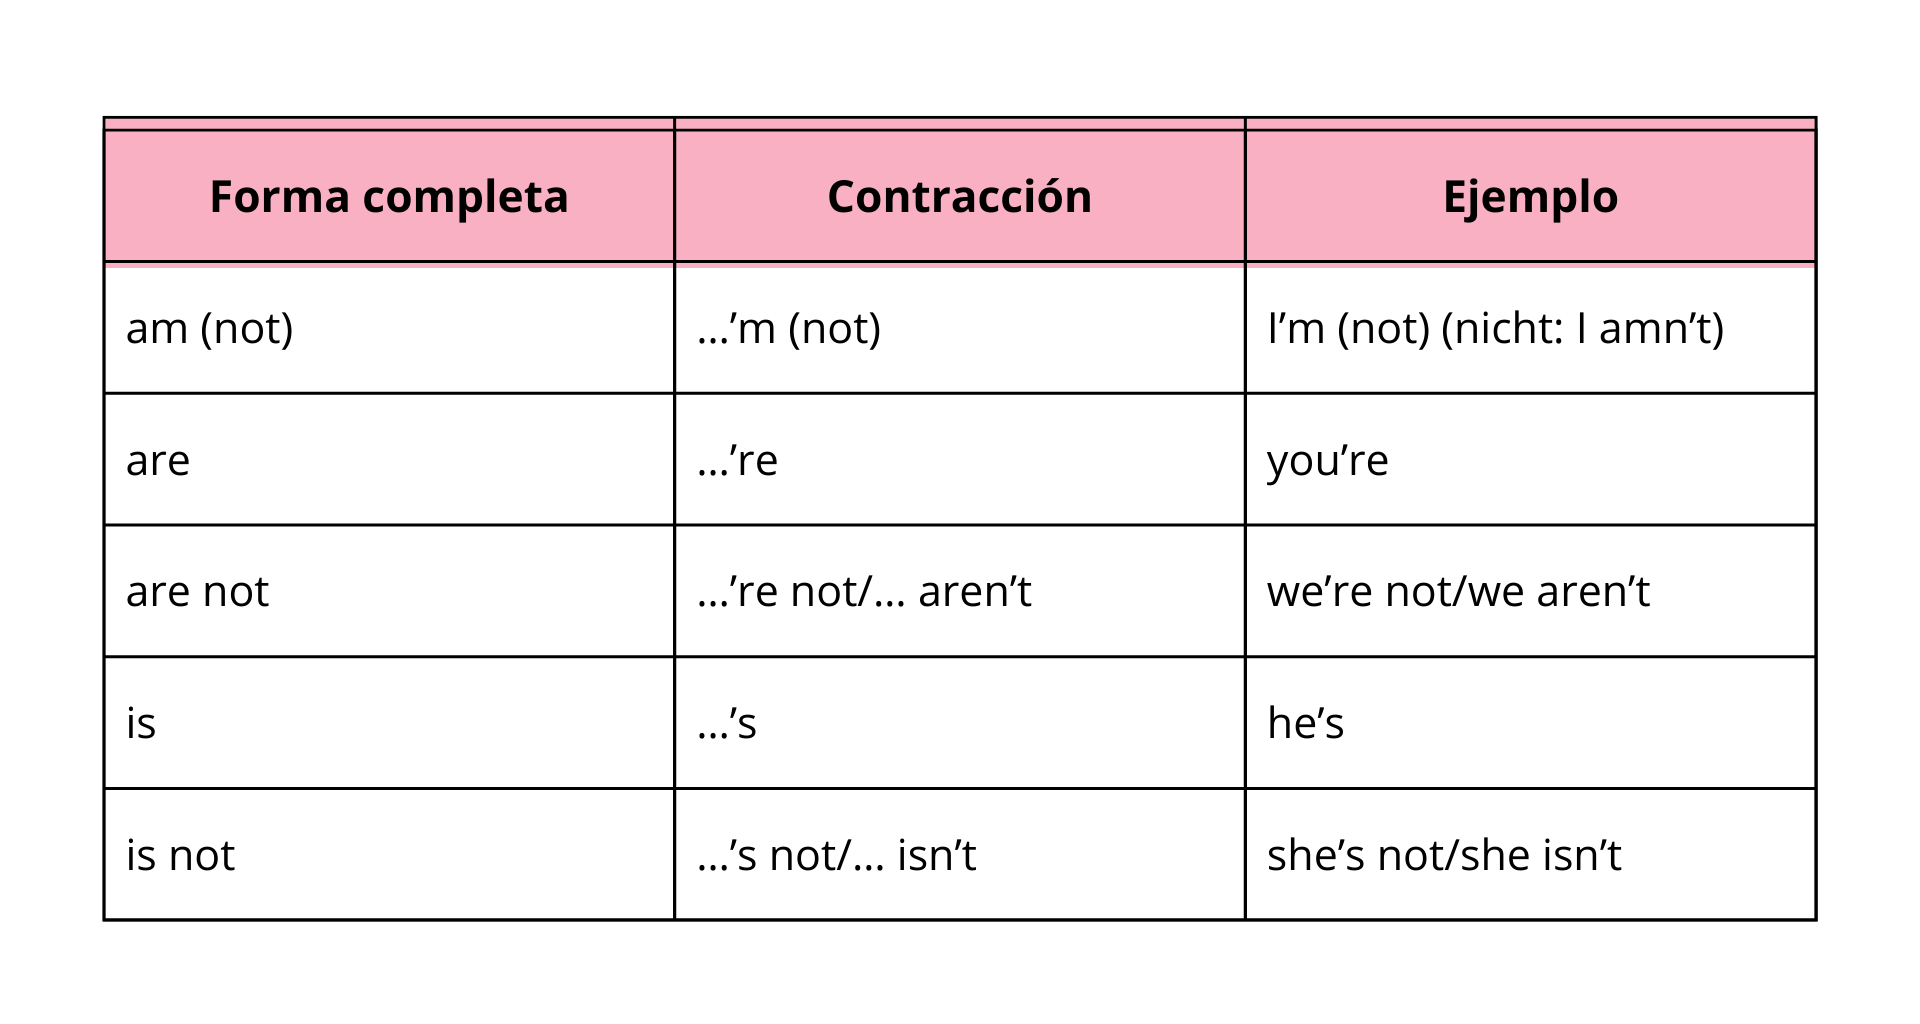 Forma completa Contracción Ejemplo
am (not) …’m (not) I’m (not) (nicht: I amn’t)
are …’re you’re
are not …’re not/… aren’t we’re not/we aren’t
is …’s he’s
is not …’s not/… isn’t she’s not/she isn’t